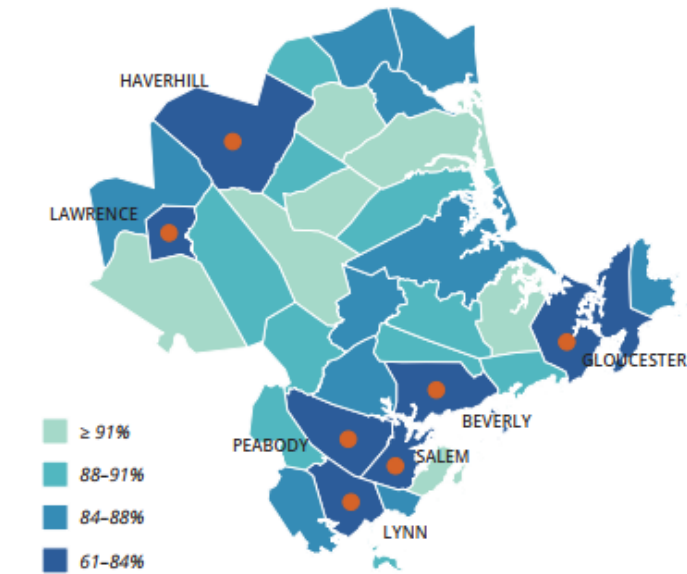 HAVERHILL
LAWRENCE
GLOUCESTER
BEVERLY
PEABODY
SALEM
LYNN
≥ 91%
88–91%
84–88%
61–84%